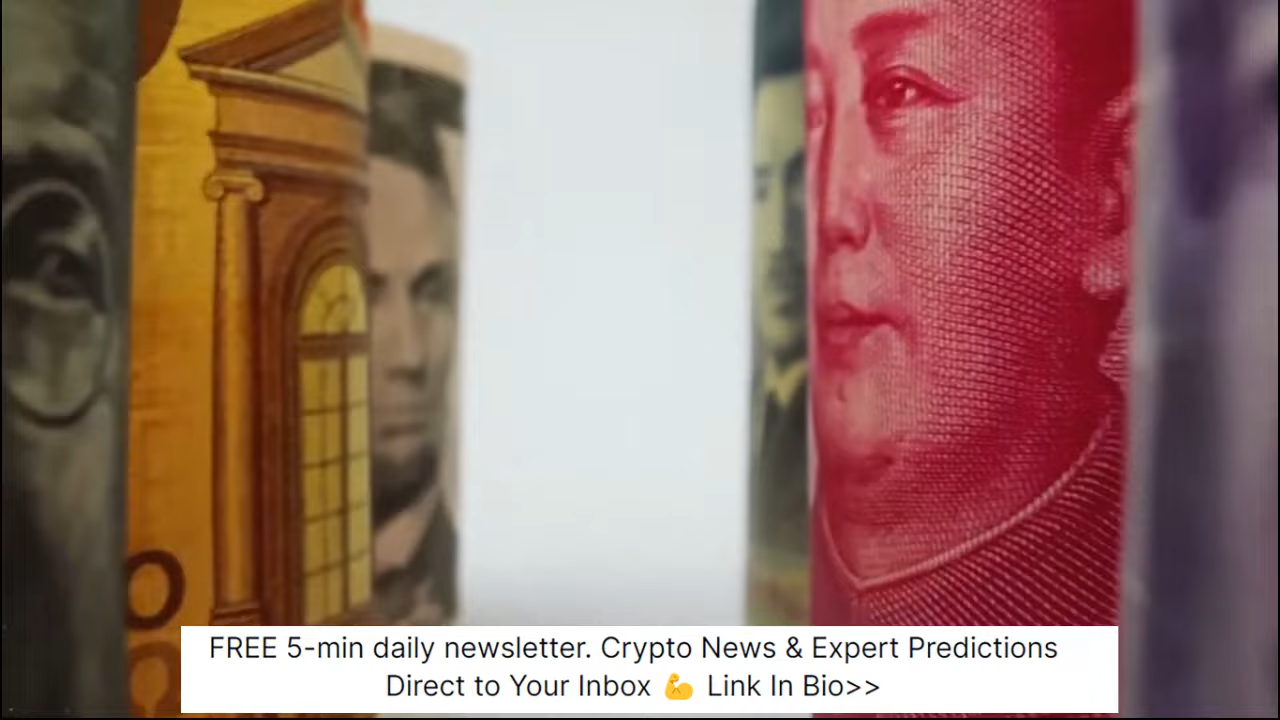 FREE 5-min daily newsletter. Crypto News & Expert Predictions
Direct to Your Inbox 💪 Link In Bio>>